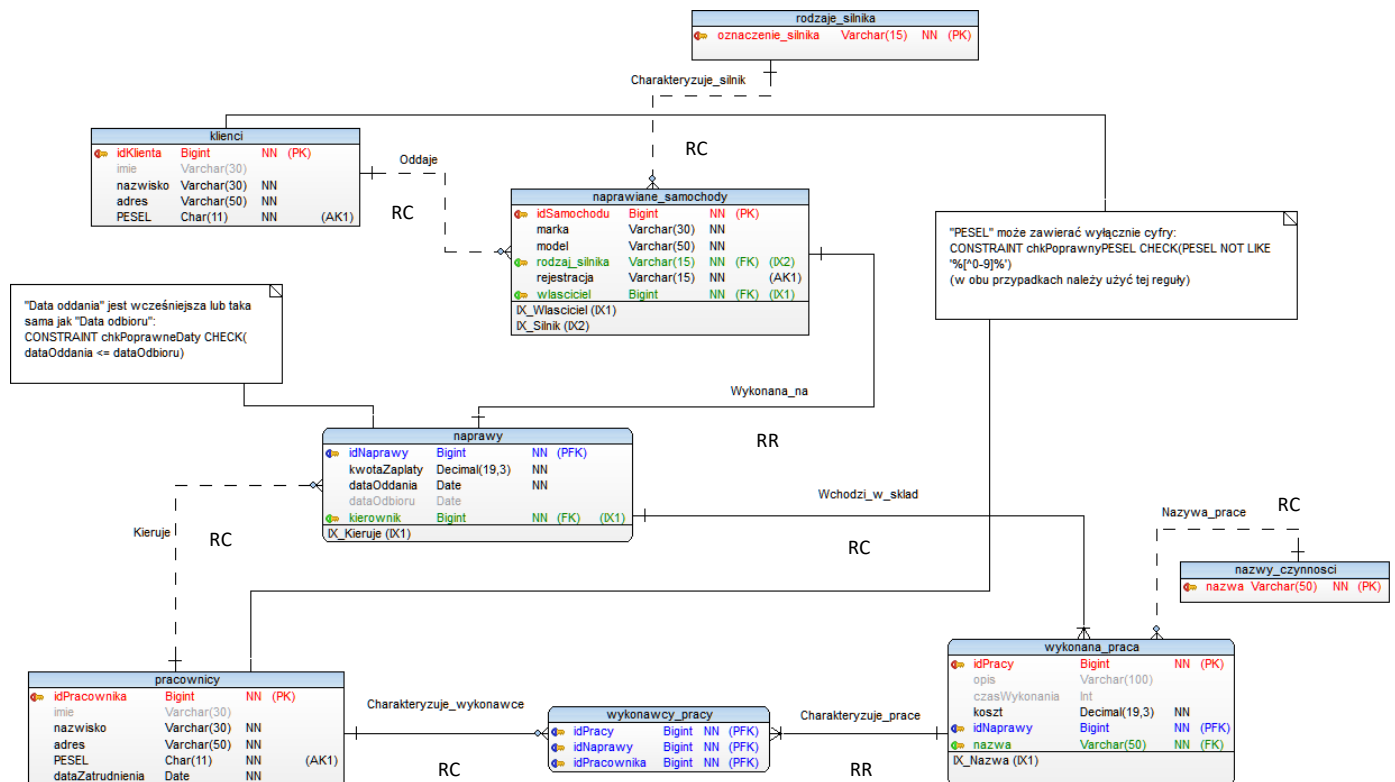 rodzaje_silnika
oznaczenie_silnika Varchar(15) NN (PK)
Charakteryzuje_silnik
RC
klienci
idKlienta Bigint NN (PK)
imie Varchar(30)
nazwisko Varchar(30) NN
adres Varchar(50) NN
PESEL Char(11) NN (AK1)
Oddaje
RC
naprawiane_samochody
idSamochodu Bigint NN (PK)
marka Varchar(30) NN
model Varchar(50) NN
rodzaj_silnika Varchar(15) NN (FK) (IX2)
rejestracja Varchar(15) NN (AK1)
wlasciciel Bigint NN (FK) (IX1)
IX_Wlasciciel (IX1)
IX_Silnik (IX2)
"PESEL" może zawierać wyłącznie cyfry:
CONSTRAINT chkPoprawnyPESEL CHECK(PESEL NOT LIKE
'%[^0-9]%')
(w obu przypadkach należy użyć tej reguły)
"Data oddania" jest wcześniejsza lub taka
sama jak "Data odbioru":
CONSTRAINT chkPoprawneDaty CHECK(
dataOddania <= dataOdbioru)
Wykonana_na
RR
naprawy
idNaprawy Bigint NN (PFK)
kwotaZaplaty Decimal(19,3) NN
dataOddania Date NN
dataOdbioru Date
kierownik Bigint NN (FK) (IX1)
IX_Kieruje (IX1)
Kieruje
RC
Wchodzi_w_sklad
RC
Nazywa_prace
RC
nazwy_czynnosci
nazwa Varchar(50) NN (PK)
wykonana_praca
idPracy Bigint NN (PK)
opis Varchar(100)
czasWykonania Int
koszt Decimal(19,3) NN
idNaprawy Bigint NN (PFK)
nazwa Varchar(50) NN (FK)
IX_Nazwa (IX1)
pracownicy
idPracownika Bigint NN (PK)
imie Varchar(30)
nazwisko Varchar(30) NN
adres Varchar(50) NN
PESEL Char(11) NN (AK1)
dataZatrudnienia Date NN
Charakteryzuje_wykonawce
RC
wykonawcy_pracy
idPracy Bigint NN (PFK)
idNaprawy Bigint NN (PFK)
idPracownika Bigint NN (PFK)
Charakteryzuje_prace
RR